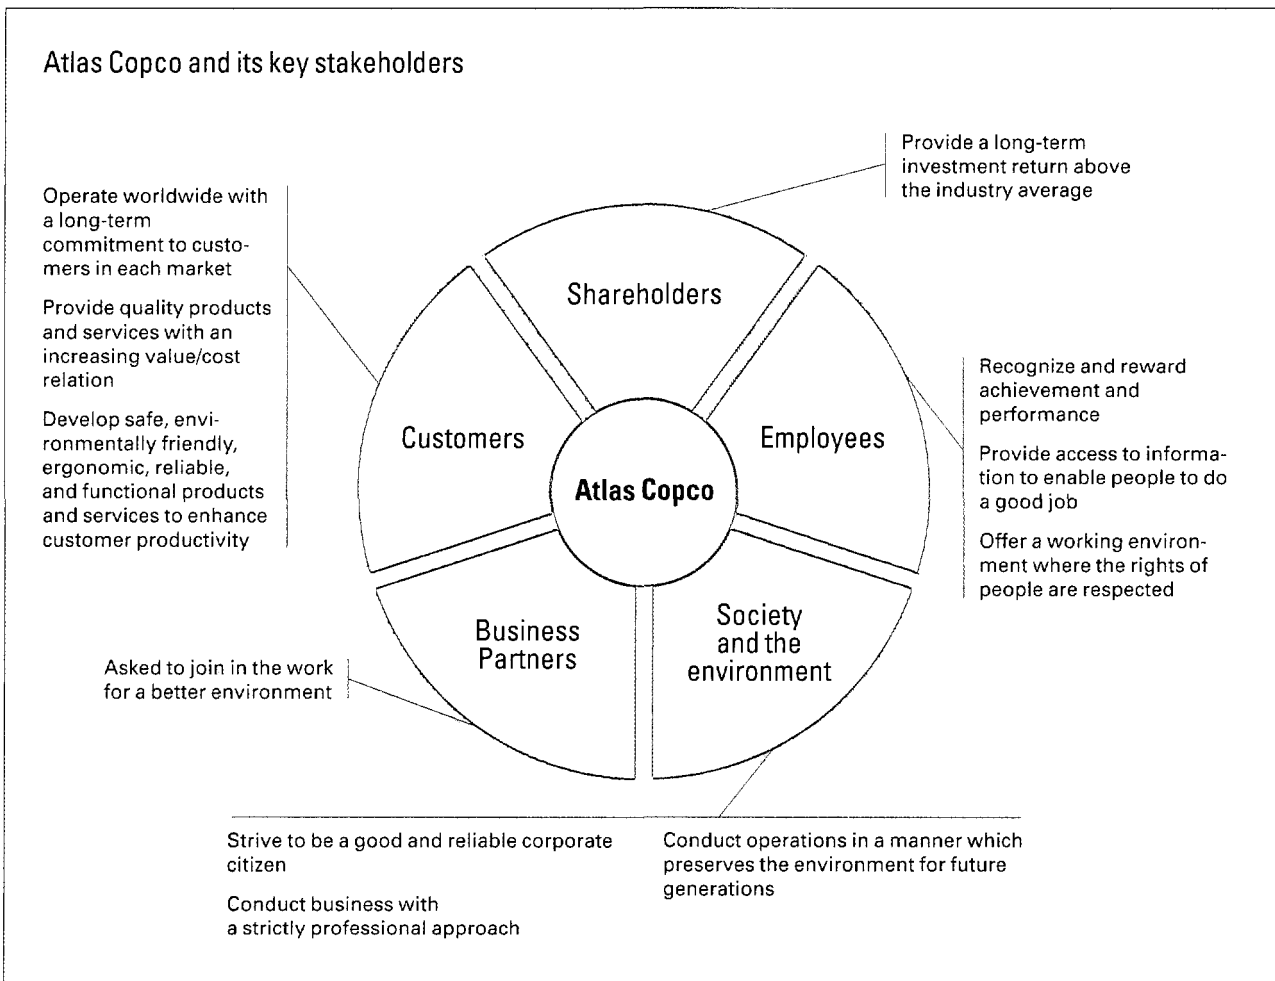 Atlas Copco and its key stakeholders
Provide a long-term
investment return above
the industry average
Operate worldwide with
a long-term
commitment to custo-
mers in each market
Provide quality products
and services with an
increasing value/cost
relation
Develop safe, envi-
ronmentally friendly,
ergonomic, reliable,
and functional products
and services to enhance
customer productivity
Shareholders
Customers
Employees
Atlas Copco
Recognize and reward
achievement and
performance
Provide access to informa-
tion to enable people to do
a good job
Offer a working environ-
ment where the rights of
people are respected
Business
Partners
Society
and the
environment
Asked to join in the work
for a better environment
Strive to be a good and reliable corporate
citizen
Conduct business with
a strictly professional approach
Conduct operations in a manner which
preserves the environment for future
generations